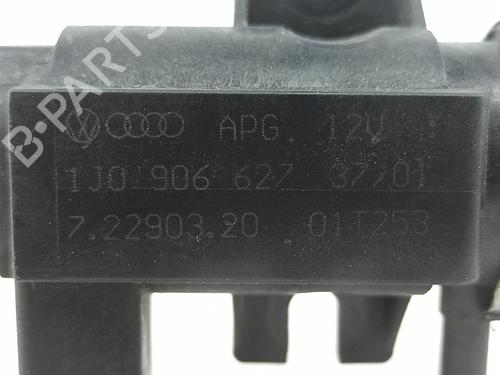 B-PARTS
APG. 12V
1J0 906 627 37/01
7.22903.20 01T253